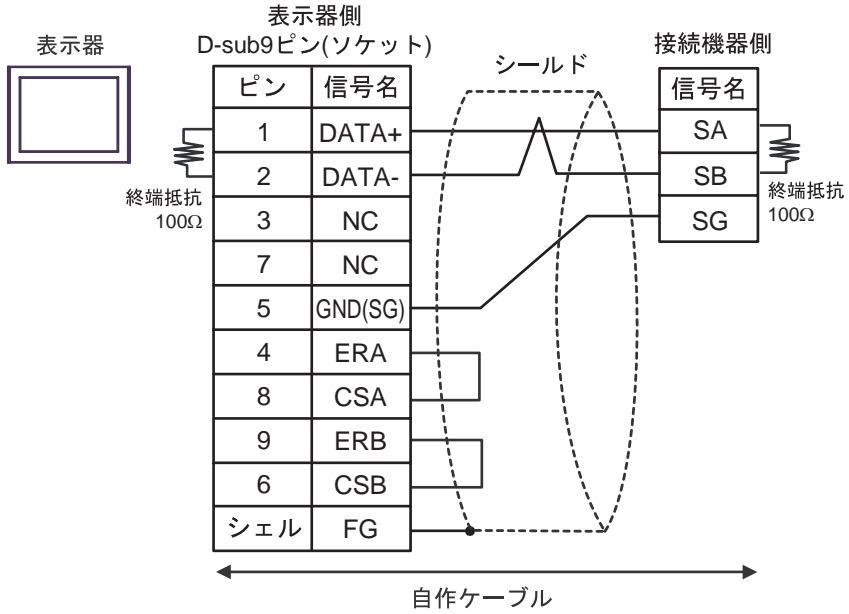 表示器
表示器側
D-sub9ピン(ソケット)
シールド
接続機器側
ピン 信号名
1 DATA+
2 DATA-
3 NC
7 NC
5 GND(SG)
4 ERA
8 CSA
9 ERB
6 CSB
シェル FG
終端抵抗
100Ω
信号名
SA
SB
SG
終端抵抗
100Ω
自作ケーブル